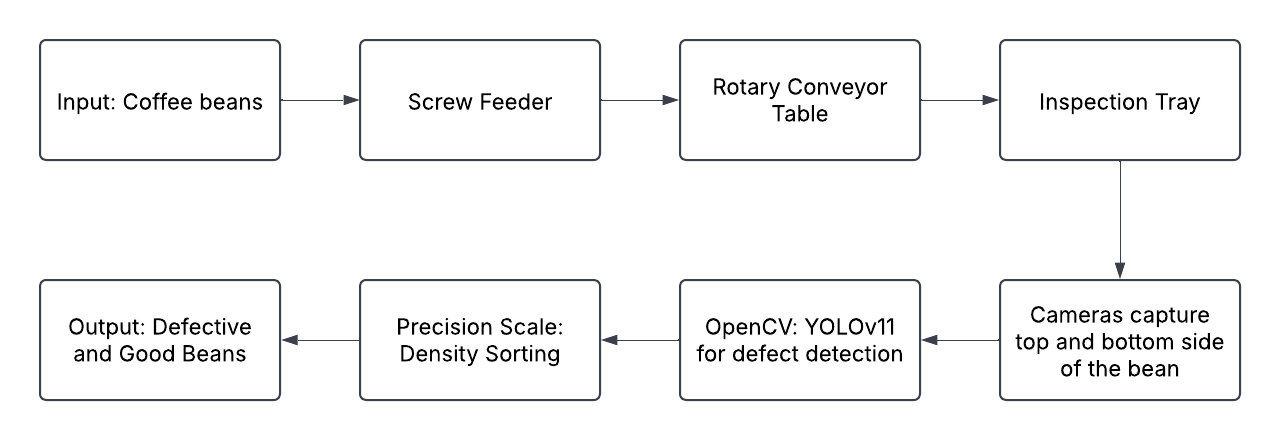 Input: Coffee beans
Screw Feeder
Rotary Conveyor
Table
Inspection Tray
Cameras capture
top and bottom side
of the bean
OpenCV: YOLOv11
for defect detection
Precision Scale:
Density Sorting
Output: Defective
and Good Beans